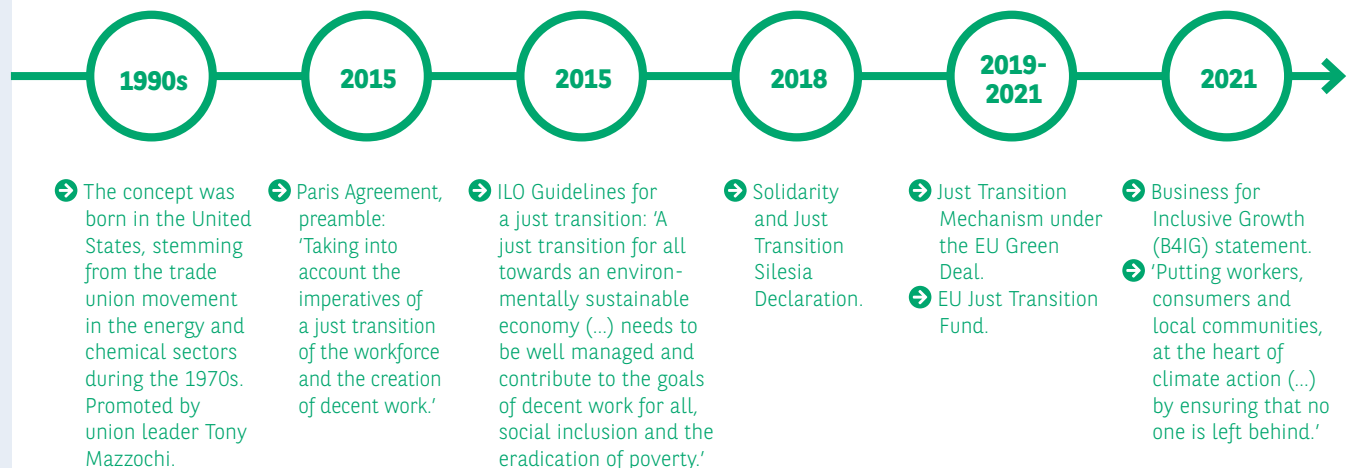 1990s
2015
2015
2018
2019-
2021
2021
The concept was
born in the United
States, stemming
from the trade
union movement
in the energy and
chemical sectors
during the 1970s.
Promoted by
union leader Tony
Mazzochi.
Paris Agreement,
preamble:
‘Taking into
account the
imperatives of
a just transition
of the workforce
and the creation
of decent work.’
ILO Guidelines for
a just transition: ‘A
just transition for all
towards an environ-
mentally sustainable
economy (...) needs to
be well managed and
contribute to the goals
of decent work for all,
social inclusion and the
eradication of poverty.’
Solidarity
and Just
Transition
Silesia
Declaration.
Just Transition
Mechanism under
the EU Green
Deal.
EU Just Transition
Fund.
Business for
Inclusive Growth
(B4IG) statement.
‘Putting workers,
consumers and
local communities,
at the heart of
climate action (...)
by ensuring that no
one is left behind.’